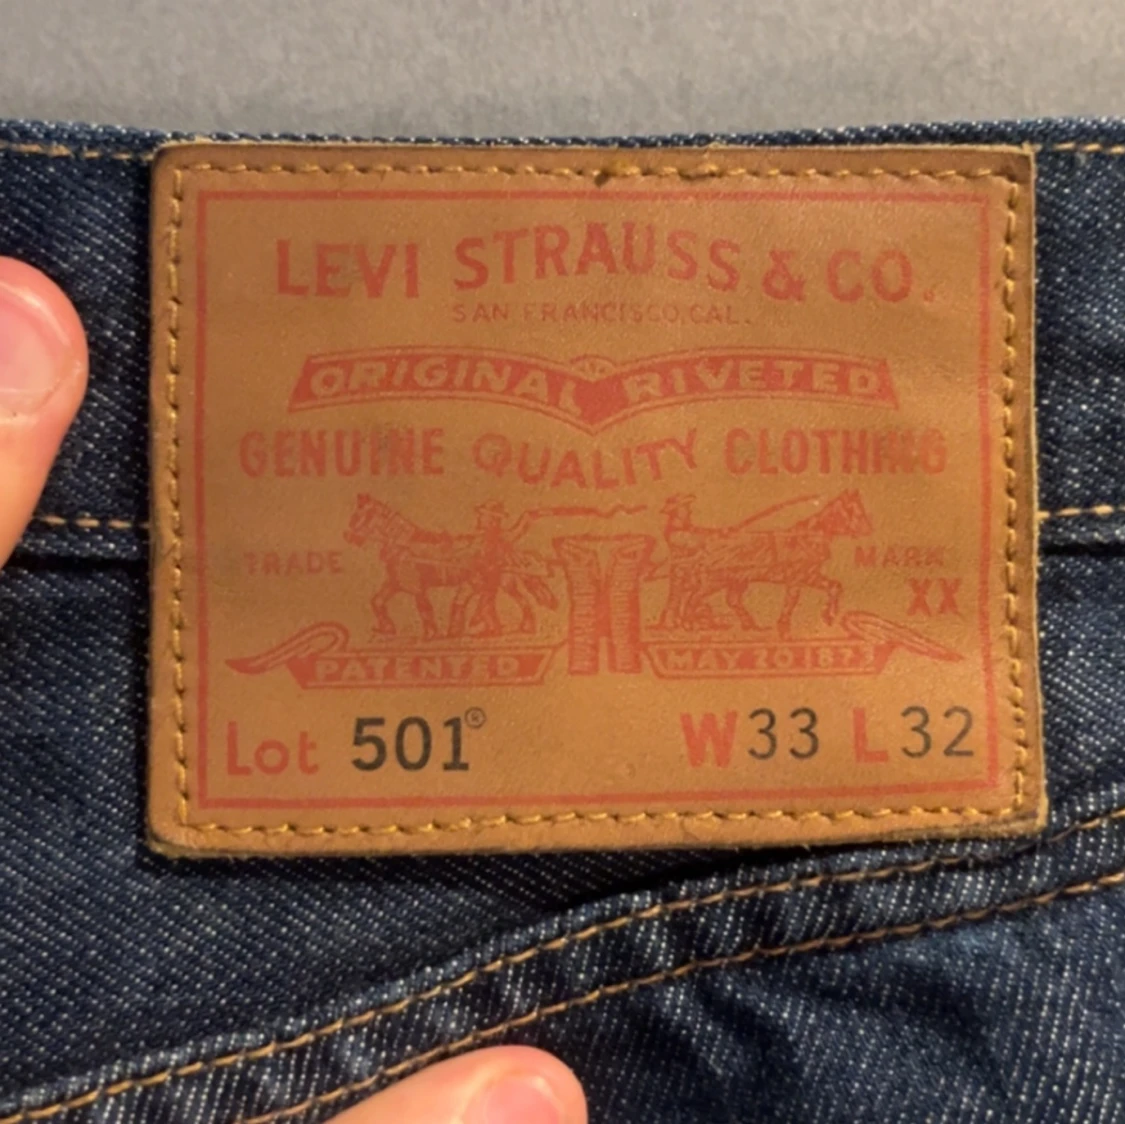 LEVI STRAUSS & CO.
SAN FRANCISCO, CAL.
ORIGINAL RIVETED
GENUINE QUALITY CLOTHING
TRADE MARK
XX
PATENTED MAY 20 1873
Lot 501® W33 L32